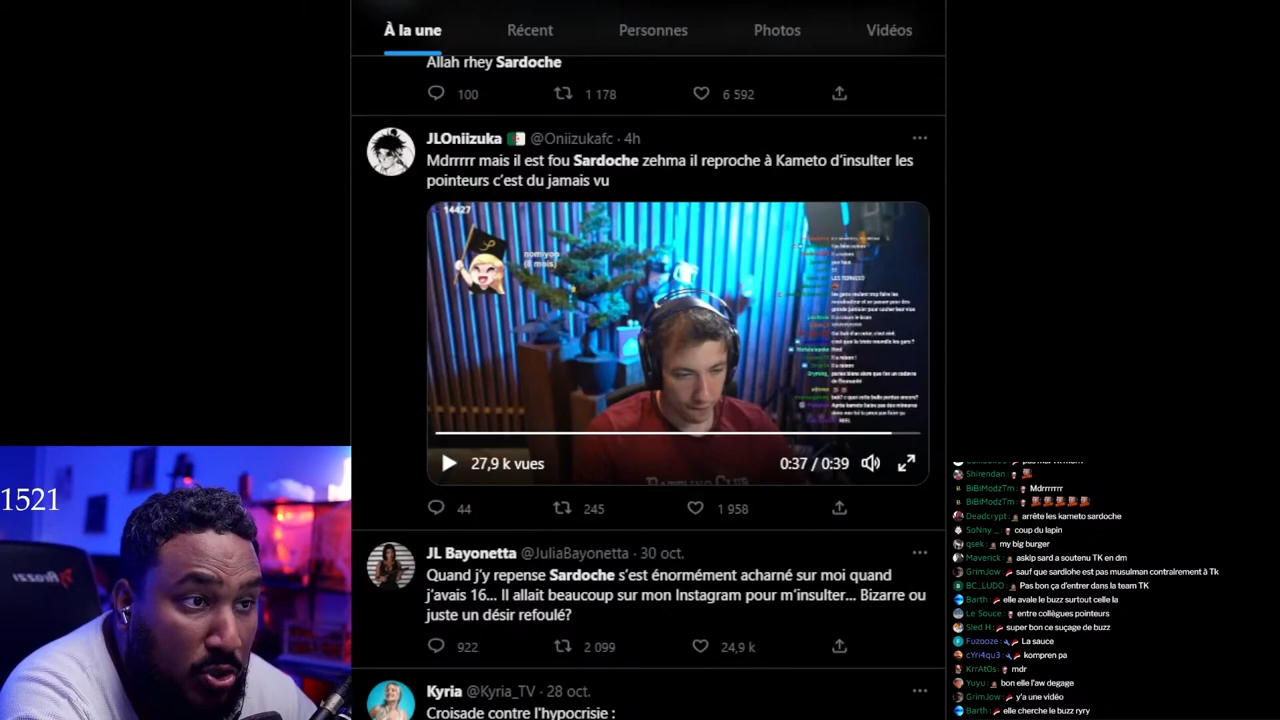 À la une
Récent
Personnes
Photos
Vidéos
Allah rhey Sardoche
100
1 178
6 592
JLOniizuka @Oniizukafc · 4h
Mdrrrrr mais il est fou Sardoche zehma il reproche à Kameto d'insulter les
pointeurs c'est du jamais vu
14427
nomiyoo
(8 mois)
27,9 k vues
0:37 / 0:39
44
245
1 958
JL Bayonetta @JuliaBayonetta · 30 oct.
Quand j'y repense Sardoche s'est énormément acharné sur moi quand
j'avais 16... Il allait beaucoup sur mon Instagram pour m'insulter... Bizarre ou
juste un désir refoulé?
922
2 099
24,9 k
Kyria @Kyria_TV · 28 oct.
Croisade contre l'hypocrisie :
1521
Shirendan :
BiBiModzTm : Mdrrrrrr
BiBiModzTm :
Deadcrypt : arrête les kameto sardoche
SoNny_ : coup du lapin
qsek : my big burger
Maverick : askip sard a soutenu TK en dm
GrimJow : sauf que sardiohe est pas musulman contrairement à Tk
BC_LUDO : Pas bon ça d'entrer dans la team TK
Barth : elle avale le buzz surtout celle la
Le Souce : entre collègues pointeurs
Sled H : super bon ce suçage de buzz
Fuzooze : La sauce
cYri4qu3 : kompren pa
KrrAtOs : mdr
Yuyu : bon elle l'aw degage
GrimJow : y'a une vidéo
Barth : elle cherche le buzz ryry